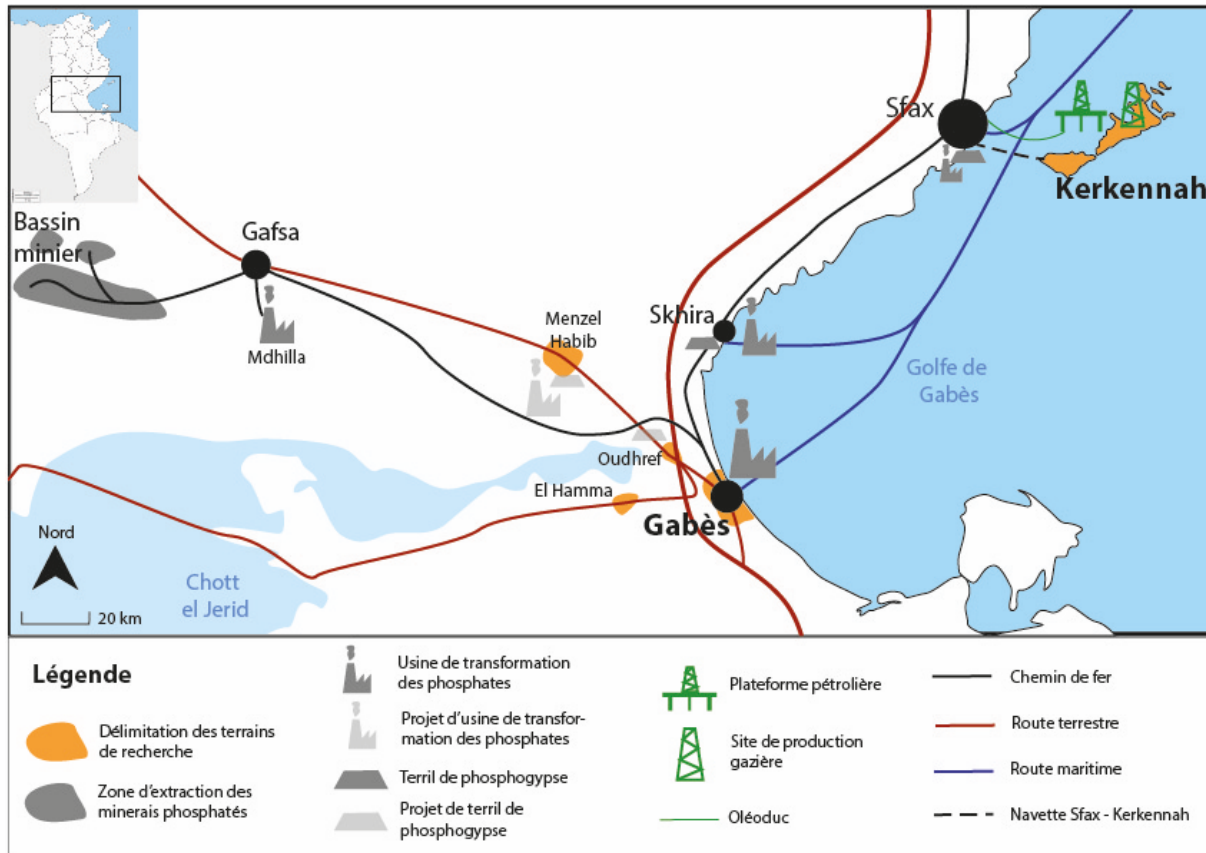 Sfax
Kerkennah
Bassin
minier
Gafsa
Mdhilla
Menzel
Habib
Skhira
Golfe de
Gabès
Oudhref
El Hamma
Gabès
Nord
Chott
el Jerid
20 km
Légende
Délimitation des terrains
de recherche
Zone d'extraction des
minerais phosphatés
Usine de transformation
des phosphates
Projet d'usine de transfor-
mation des phosphates
Terril de phosphogypse
Projet de terril de
phosphogypse
Plateforme pétrolière
Site de production
gazière
Oléoduc
Chemin de fer
Route terrestre
Route maritime
Navette Sfax - Kerkennah